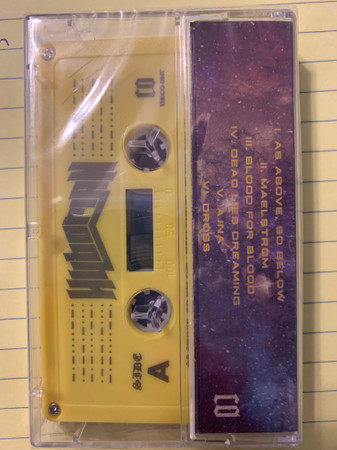 I. AS ABOVE, SO BELOW
II. MAELSTROM
III. BLOOD FOR BLOOD
IV. DEAD LIES DREAMING
V. AJNA
VI. DROSS
SIDE A